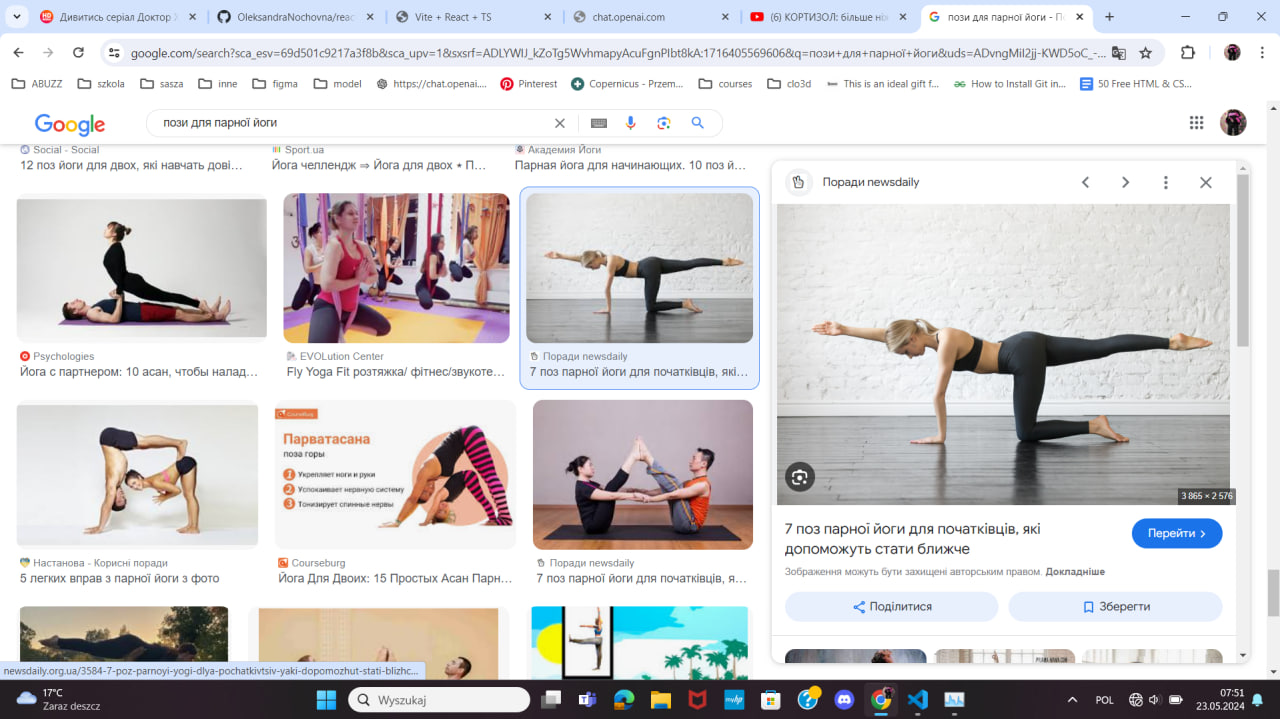 Дивитись серіал Доктор Х
OleksandraNochovna/reac
Vite + React + TS
chat.openai.com
(6) КОРТИЗОЛ: більше ніж
пози для парної йоги - По
google.com/search?sca_esv=69d501c9217a3f8b&sca_upv=1&sxsrf=ADLYWIJ_kZoTg5WvhmapyAcuFgnPIbt8kA:1716405569606&q=пози+для+парної+йоги&uds=ADvngMiI2jj-KWD5oC_-...
ABUZZ
szkola
sasza
inne
figma
model
https://chat.openai....
Pinterest
Copernicus - Przem...
courses
clo3d
This is an ideal gift f...
How to Install Git in...
50 Free HTML & CS...
Google
пози для парної йоги
Social - Social
Sport.ua
Академия Йоги
12 поз йоги для двох, які навчать дові...
Йога челлендж ⇒ Йога для двох ⋆ П...
Парная йога для начинающих. 10 поз й...
Поради newsdaily
Psychologies
EVOLution Center
Поради newsdaily
Йога с партнером: 10 асан, чтобы налад...
Fly Yoga Fit розтяжка/ фітнес/звукоте...
7 поз парної йоги для початківців, які...
Courseburg
Парватасана
поза горы
1 Укрепляет ноги и руки
2 Успокаивает нервную систему
3 Тонизирует спинные нервы
3 865 × 2 576
7 поз парної йоги для початківців, які
допоможуть стати ближче
Перейти
Зображення можуть бути захищені авторським правом. Докладніше
Поділитися
Зберегти
Настанова - Корисні поради
Courseburg
Поради newsdaily
5 легких вправ з парної йоги з фото
Йога Для Двоих: 15 Простых Асан Парн...
7 поз парної йоги для початківців, я...
newsdaily.org.ua/3584-7-poz-parnoyi-yogi-dlya-pochatkivtsiv-yaki-dopomozhut-stati-blizhc...
17°C
Zaraz deszcz
Wyszukaj
POL
07:51
23.05.2024